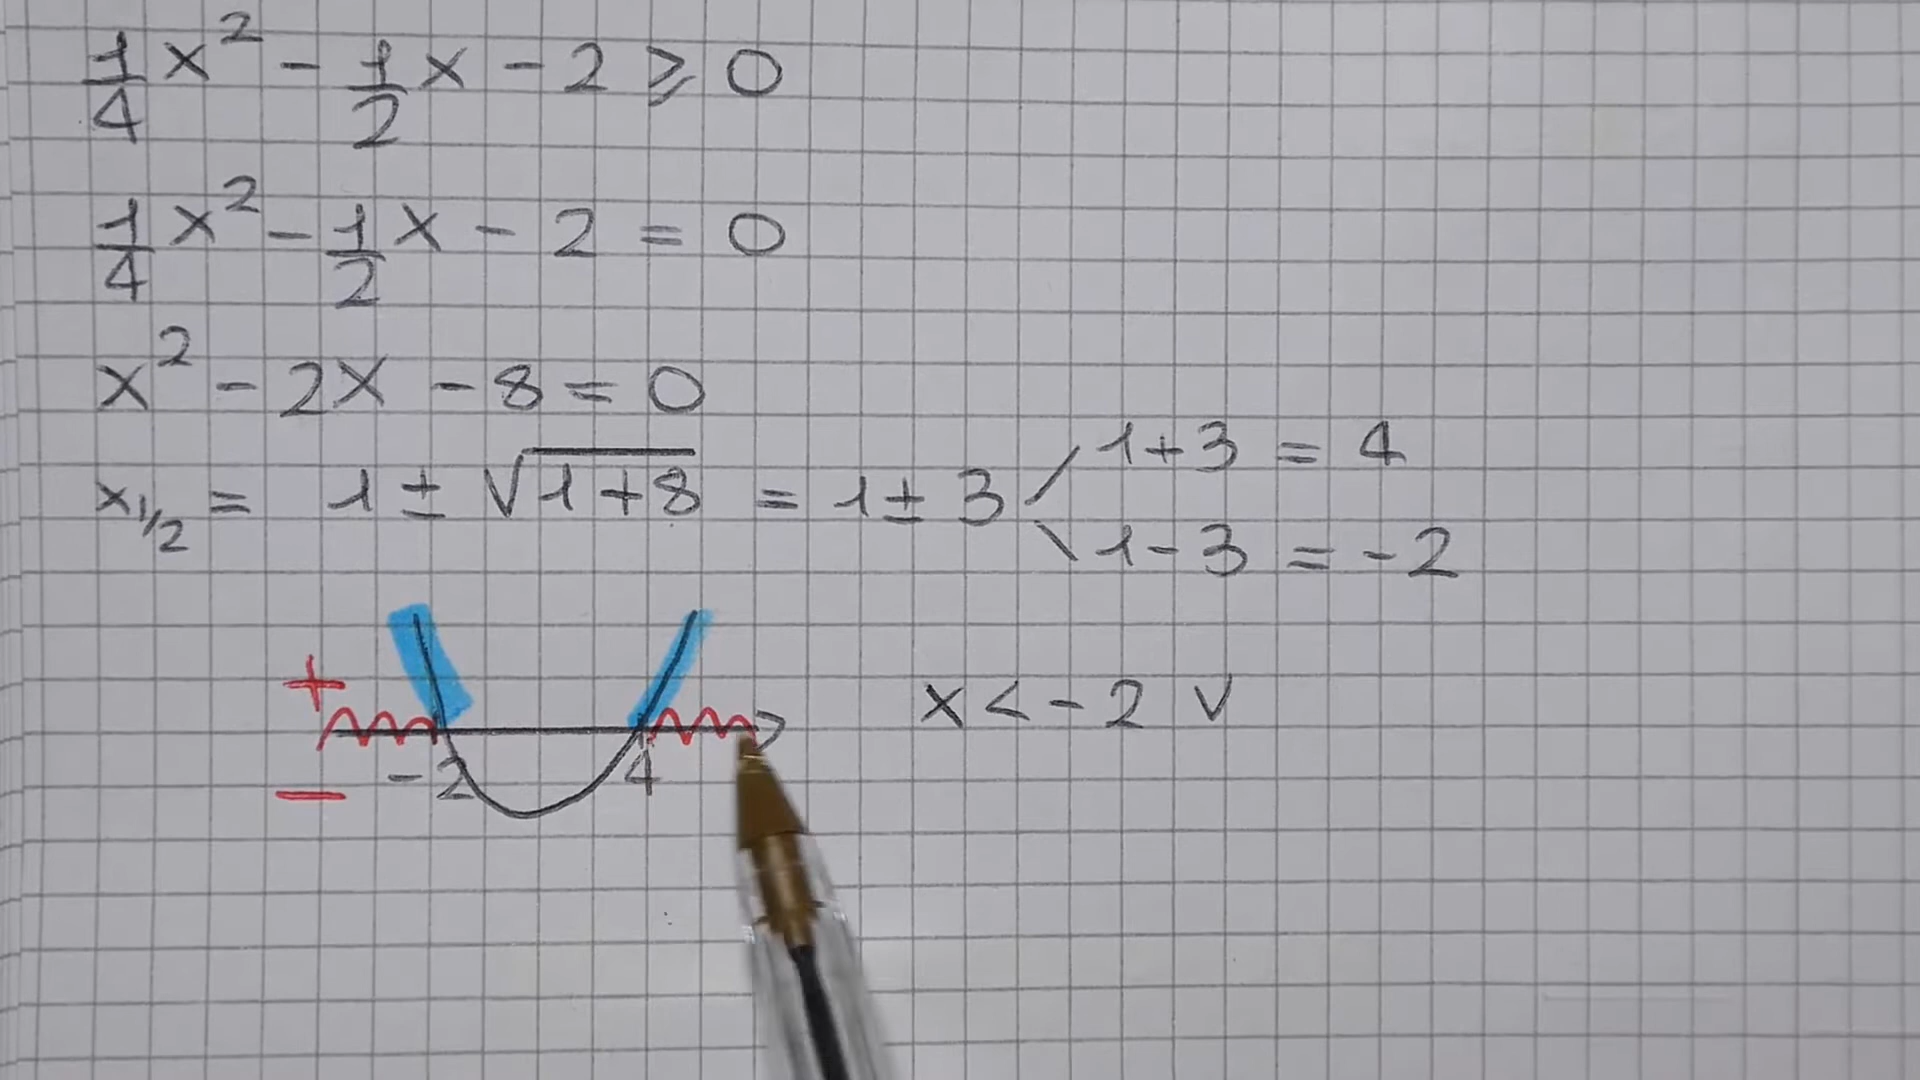 1/4 x² - 1/2 x - 2 ⩾ 0
1/4 x² - 1/2 x - 2 = 0
x² - 2x - 8 = 0
x1/2 = 1 ± √(1+8) = 1 ± 3
1+3 = 4
1-3 = -2
+
-2 4
−
x < -2 ∨